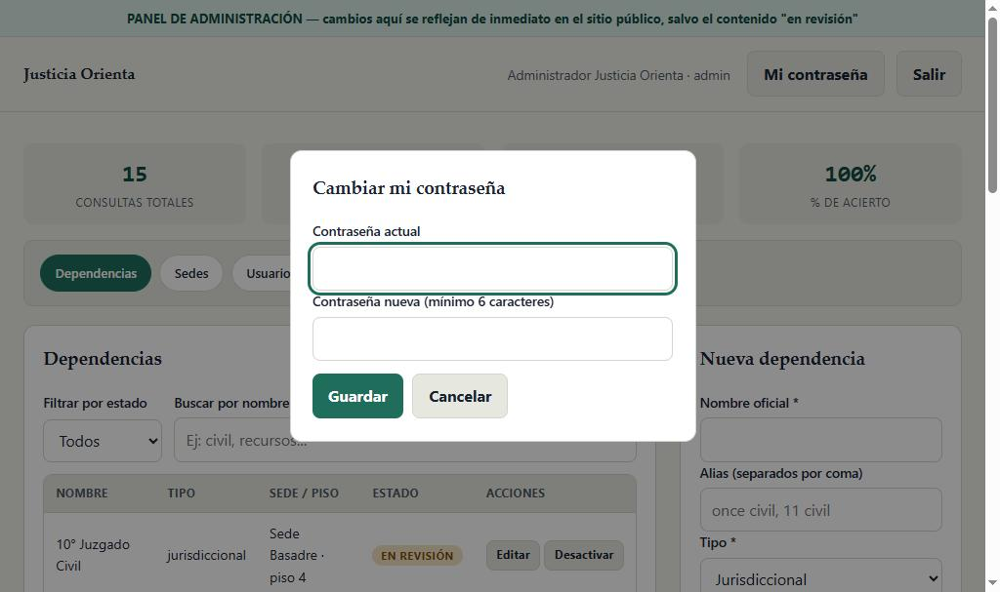 PANEL DE ADMINISTRACIÓN — cambios aquí se reflejan de inmediato en el sitio público, salvo el contenido "en revisión"
Justicia Orienta
Administrador Justicia Orienta · admin
Mi contraseña
Salir
15
CONSULTAS TOTALES
100%
% DE ACIERTO
Dependencias
Sedes
Cambiar mi contraseña
Contraseña actual
Contraseña nueva (mínimo 6 caracteres)
Guardar
Cancelar
Dependencias
Filtrar por estado
Buscar por nombre
Todos
Ej: civil, recursos...
NOMBRE
TIPO
SEDE / PISO
ESTADO
ACCIONES
10° Juzgado
Civil
jurisdiccional
Sede
Basadre ·
piso 4
EN REVISIÓN
Editar
Desactivar
Nueva dependencia
Nombre oficial *
Alias (separados por coma)
once civil, 11 civil
Tipo *
Jurisdiccional